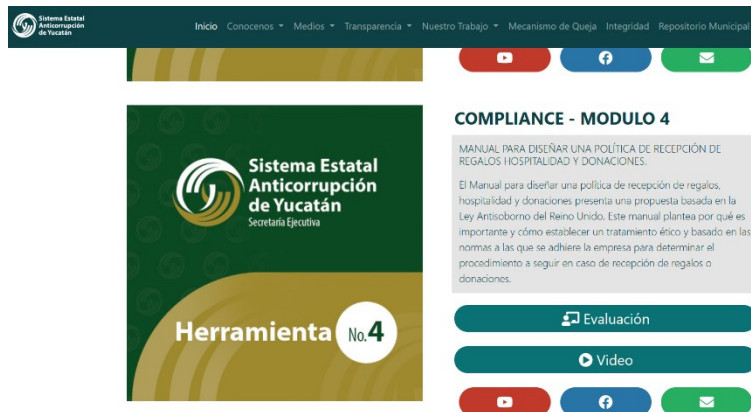 Sistema Estatal
Anticorrupción
de Yucatán
Inicio Conocenos Medios Transparencia Nuestro Trabajo Mecanismo de Queja Integridad Repositorio Municipal
Sistema Estatal
Anticorrupción
de Yucatán
Secretaría Ejecutiva
Herramienta No.4
COMPLIANCE - MODULO 4
MANUAL PARA DISEÑAR UNA POLÍTICA DE RECEPCIÓN DE
REGALOS HOSPITALIDAD Y DONACIONES.
El Manual para diseñar una política de recepción de regalos,
hospitalidad y donaciones presenta una propuesta basada en la
Ley Antisoborno del Reino Unido. Este manual plantea por qué es
importante y cómo establecer un tratamiento ético y basado en las
normas a las que se adhiere la empresa para determinar el
procedimiento a seguir en caso de recepción de regalos o
donaciones.
Evaluación
Video